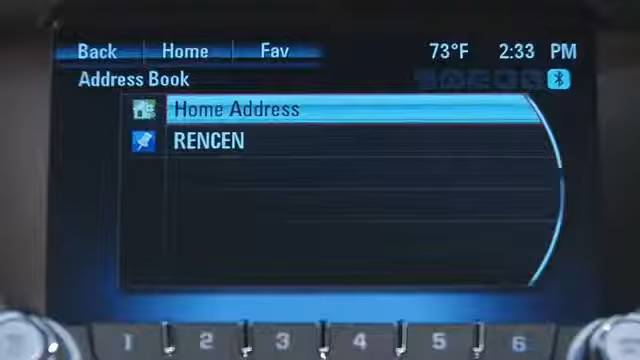 Back Home Fav 73°F 2:33 PM
Address Book
Home Address
RENCEN
1 2 3 4 5 6